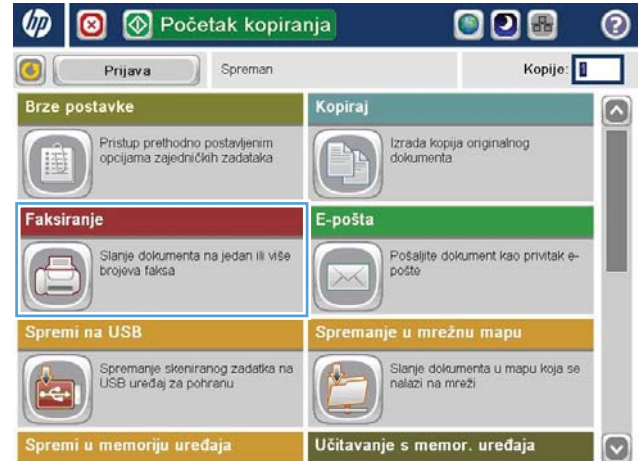 hp Početak kopiranja ?
Prijava Spreman Kopije: 1
Brze postavke
Pristup prethodno postavljenim
opcijama zajedničkih zadataka
Kopiraj
Izrada kopija originalnog
dokumenta
Faksiranje
Slanje dokumenta na jedan ili više
brojeva faksa
E-pošta
Pošaljite dokument kao privitak e-
pošte
Spremi na USB
Spremanje skeniranog zadatka na
USB uređaj za pohranu
Spremanje u mrežnu mapu
Slanje dokumenta u mapu koja se
nalazi na mreži
Spremi u memoriju uređaja
Učitavanje s memor. uređaja